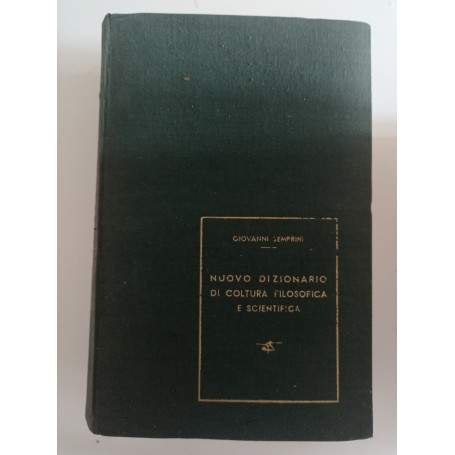 GIOVANNI SEMPRINI
NUOVO DIZIONARIO
DI COLTURA FILOSOFICA
E SCIENTIFICA